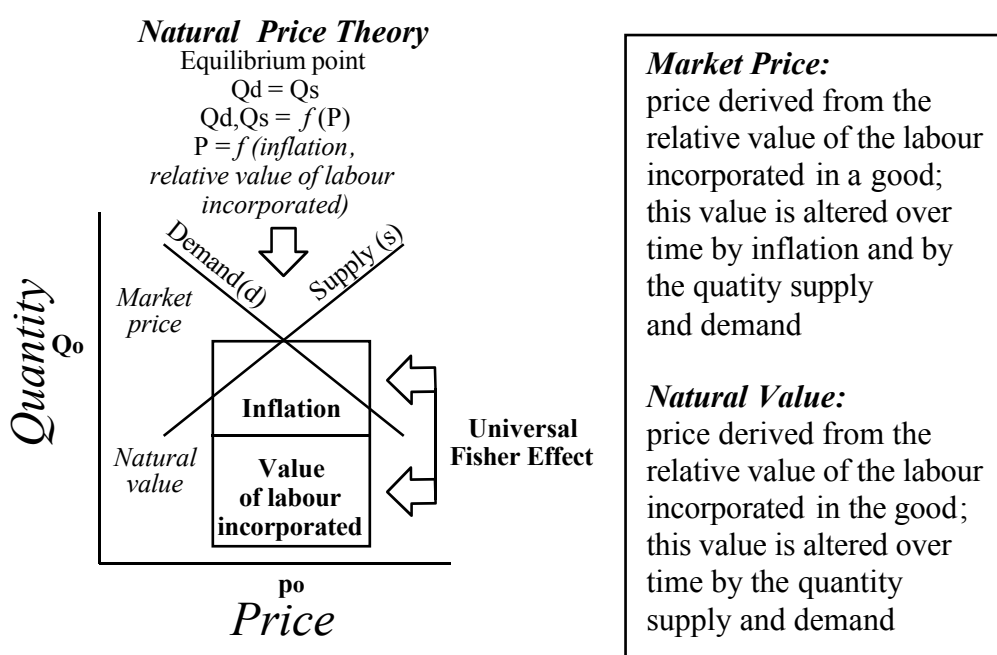 Natural Price Theory
Equilibrium point
Qd = Qs
Qd,Qs = f (P)
P = f (inflation,
relative value of labour
incorporated)
Demand(d)
Supply (s)
Market
price
Quantity
Qo
Inflation
Universal
Fisher Effect
Natural
value
Value
of labour
incorporated
po
Price
Market Price:
price derived from the
relative value of the labour
incorporated in a good;
this value is altered over
time by inflation and by
the quatity supply
and demand
Natural Value:
price derived from the
relative value of the labour
incorporated in the good;
this value is altered over
time by the quantity
supply and demand